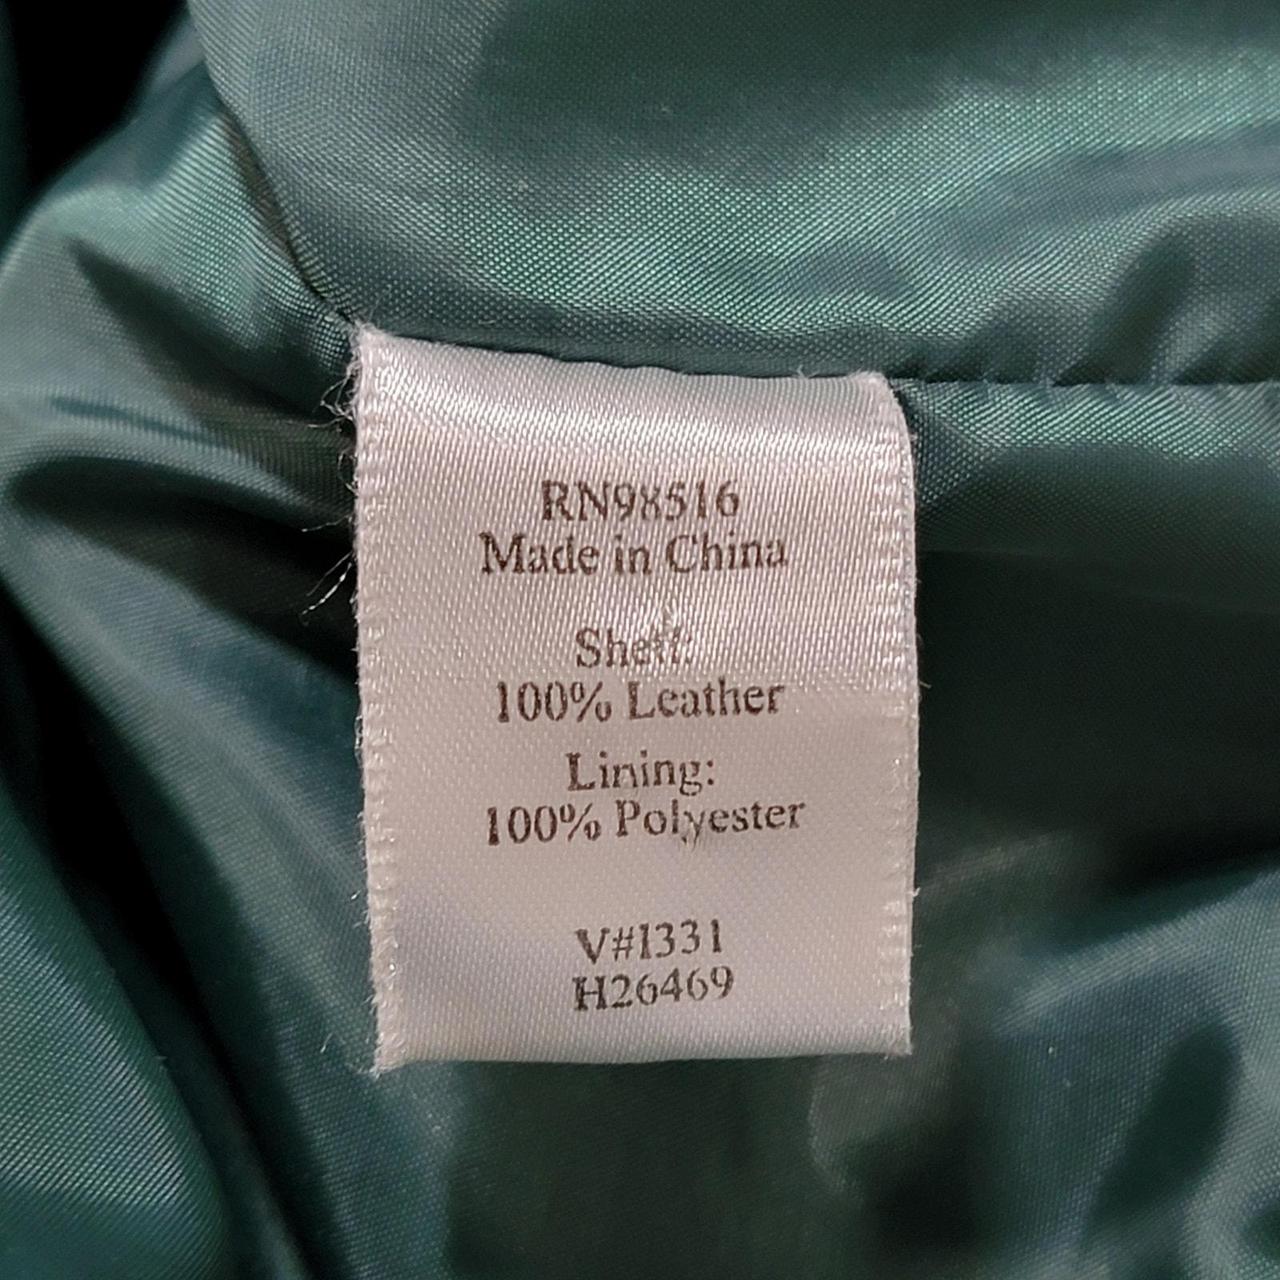 RN98516
Made in China
Shell:
100% Leather
Lining:
100% Polyester
V#1331
H26469